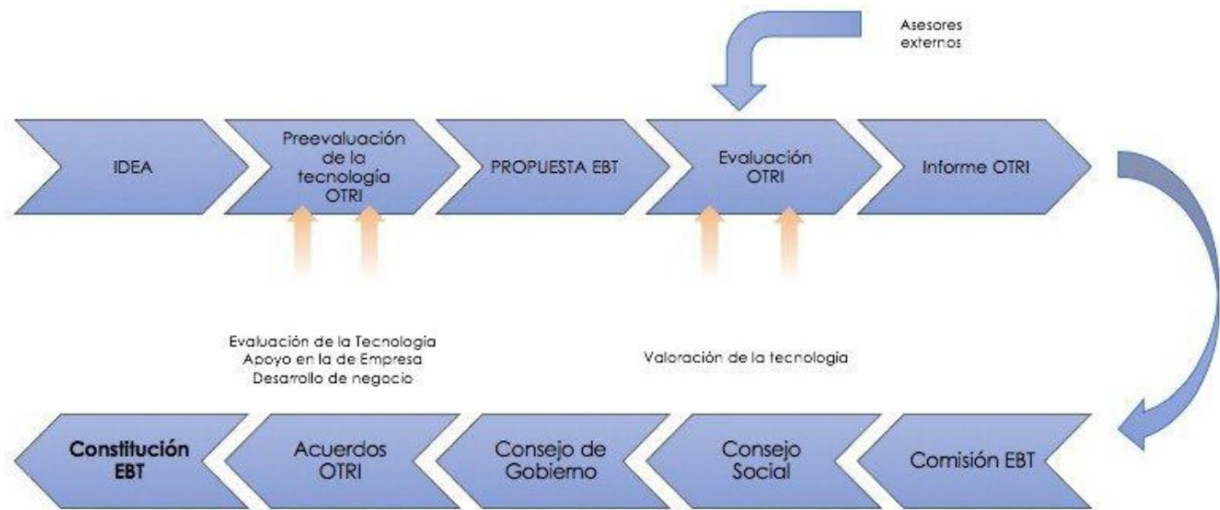 Asesores
externos
IDEA
Preevaluación
de la
tecnología
OTRI
PROPUESTA EBT
Evaluación
OTRI
Informe OTRI
Evaluación de la Tecnología
Apoyo en la de Empresa
Desarrollo de negocio
Valoración de la tecnología
Constitución
EBT
Acuerdos
OTRI
Consejo de
Gobierno
Consejo
Social
Comisión EBT